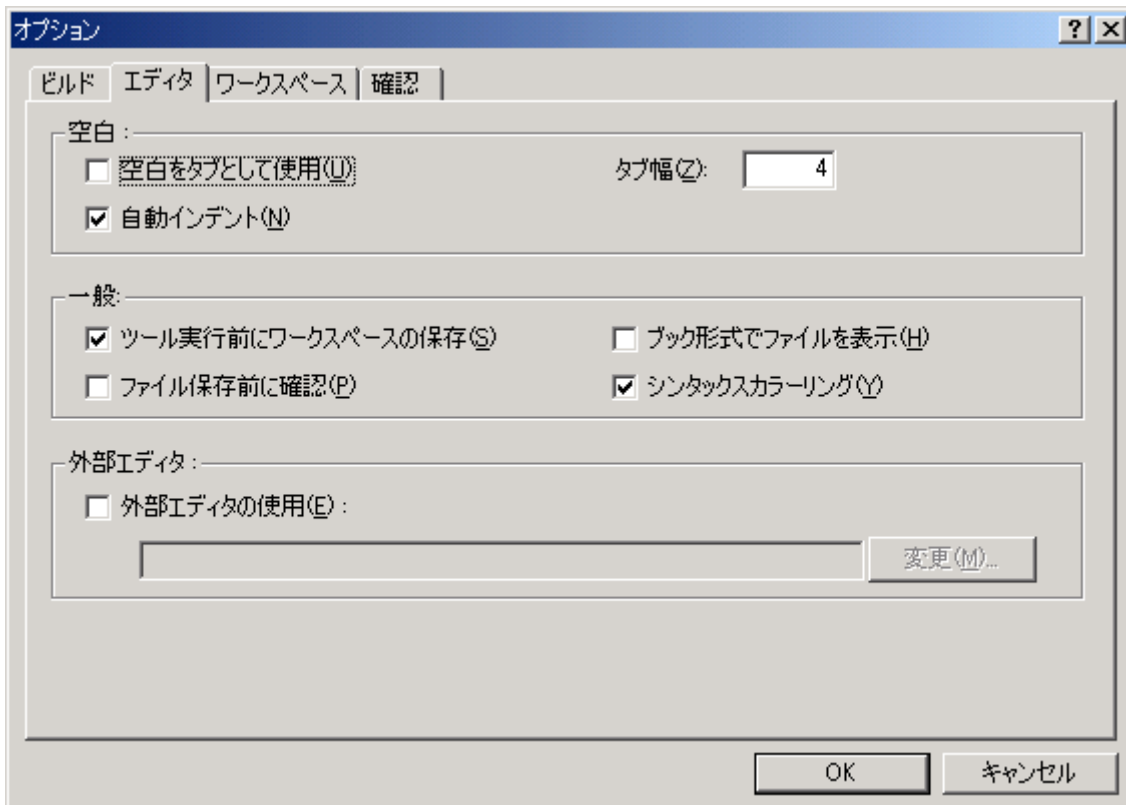 オプション
ビルド エディタ ワークスペース 確認
空白 :
空白をタブとして使用(U) タブ幅(Z): 4
自動インデント(N)
一般:
ツール実行前にワークスペースの保存(S) ブック形式でファイルを表示(H)
ファイル保存前に確認(P) シンタックスカラーリング(Y)
外部エディタ :
外部エディタの使用(E) :
変更(M)...
OK キャンセル